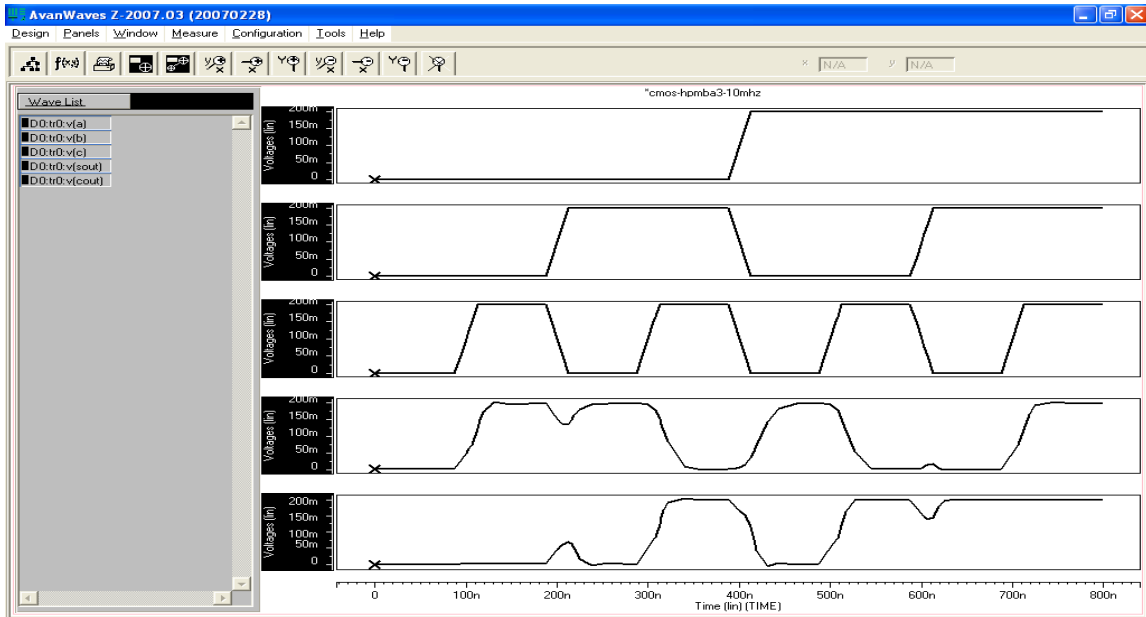 AvanWaves Z-2007.03 (20070228)
Design Panels Window Measure Configuration Tools Help
f(x) x N/A y N/A
Wave List
D0:tr0:v(a)
D0:tr0:v(b)
D0:tr0:v(c)
D0:tr0:v(sout)
D0:tr0:v(cout)
"cmos-hpmba3-10mhz
Voltages (lin)
200m
150m
100m
50m
0
Voltages (lin)
200m
150m
100m
50m
0
Voltages (lin)
200m
150m
100m
50m
0
Voltages (lin)
200m
150m
100m
50m
0
Voltages (lin)
200m
150m
100m
50m
0
0 100n 200n 300n 400n 500n 600n 700n 800n
Time (lin) (TIME)